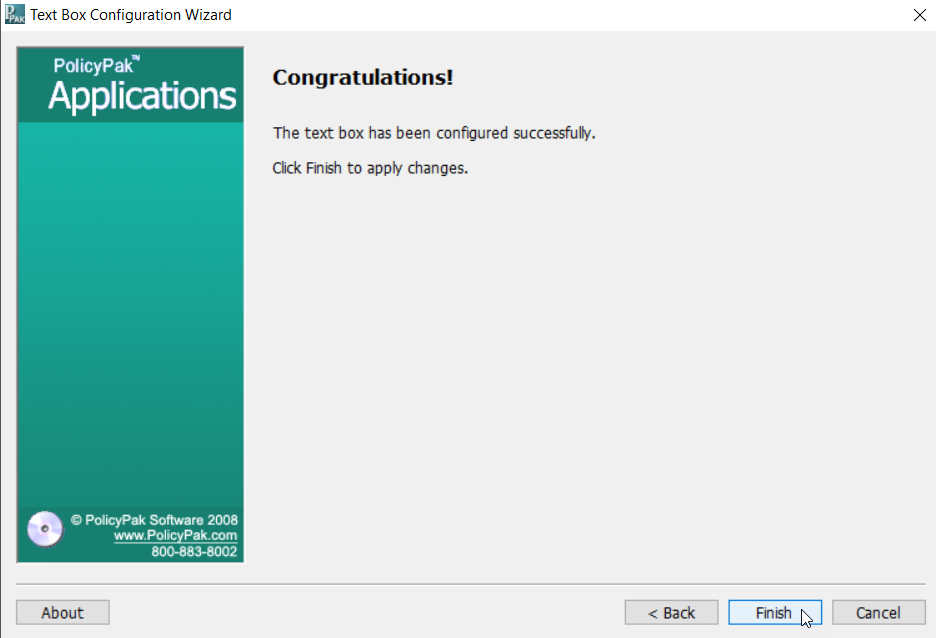 Text Box Configuration Wizard
PolicyPak™
Applications
Congratulations!
The text box has been configured successfully.
Click Finish to apply changes.
© PolicyPak Software 2008
www.PolicyPak.com
800-883-8002
About
< Back
Finish
Cancel